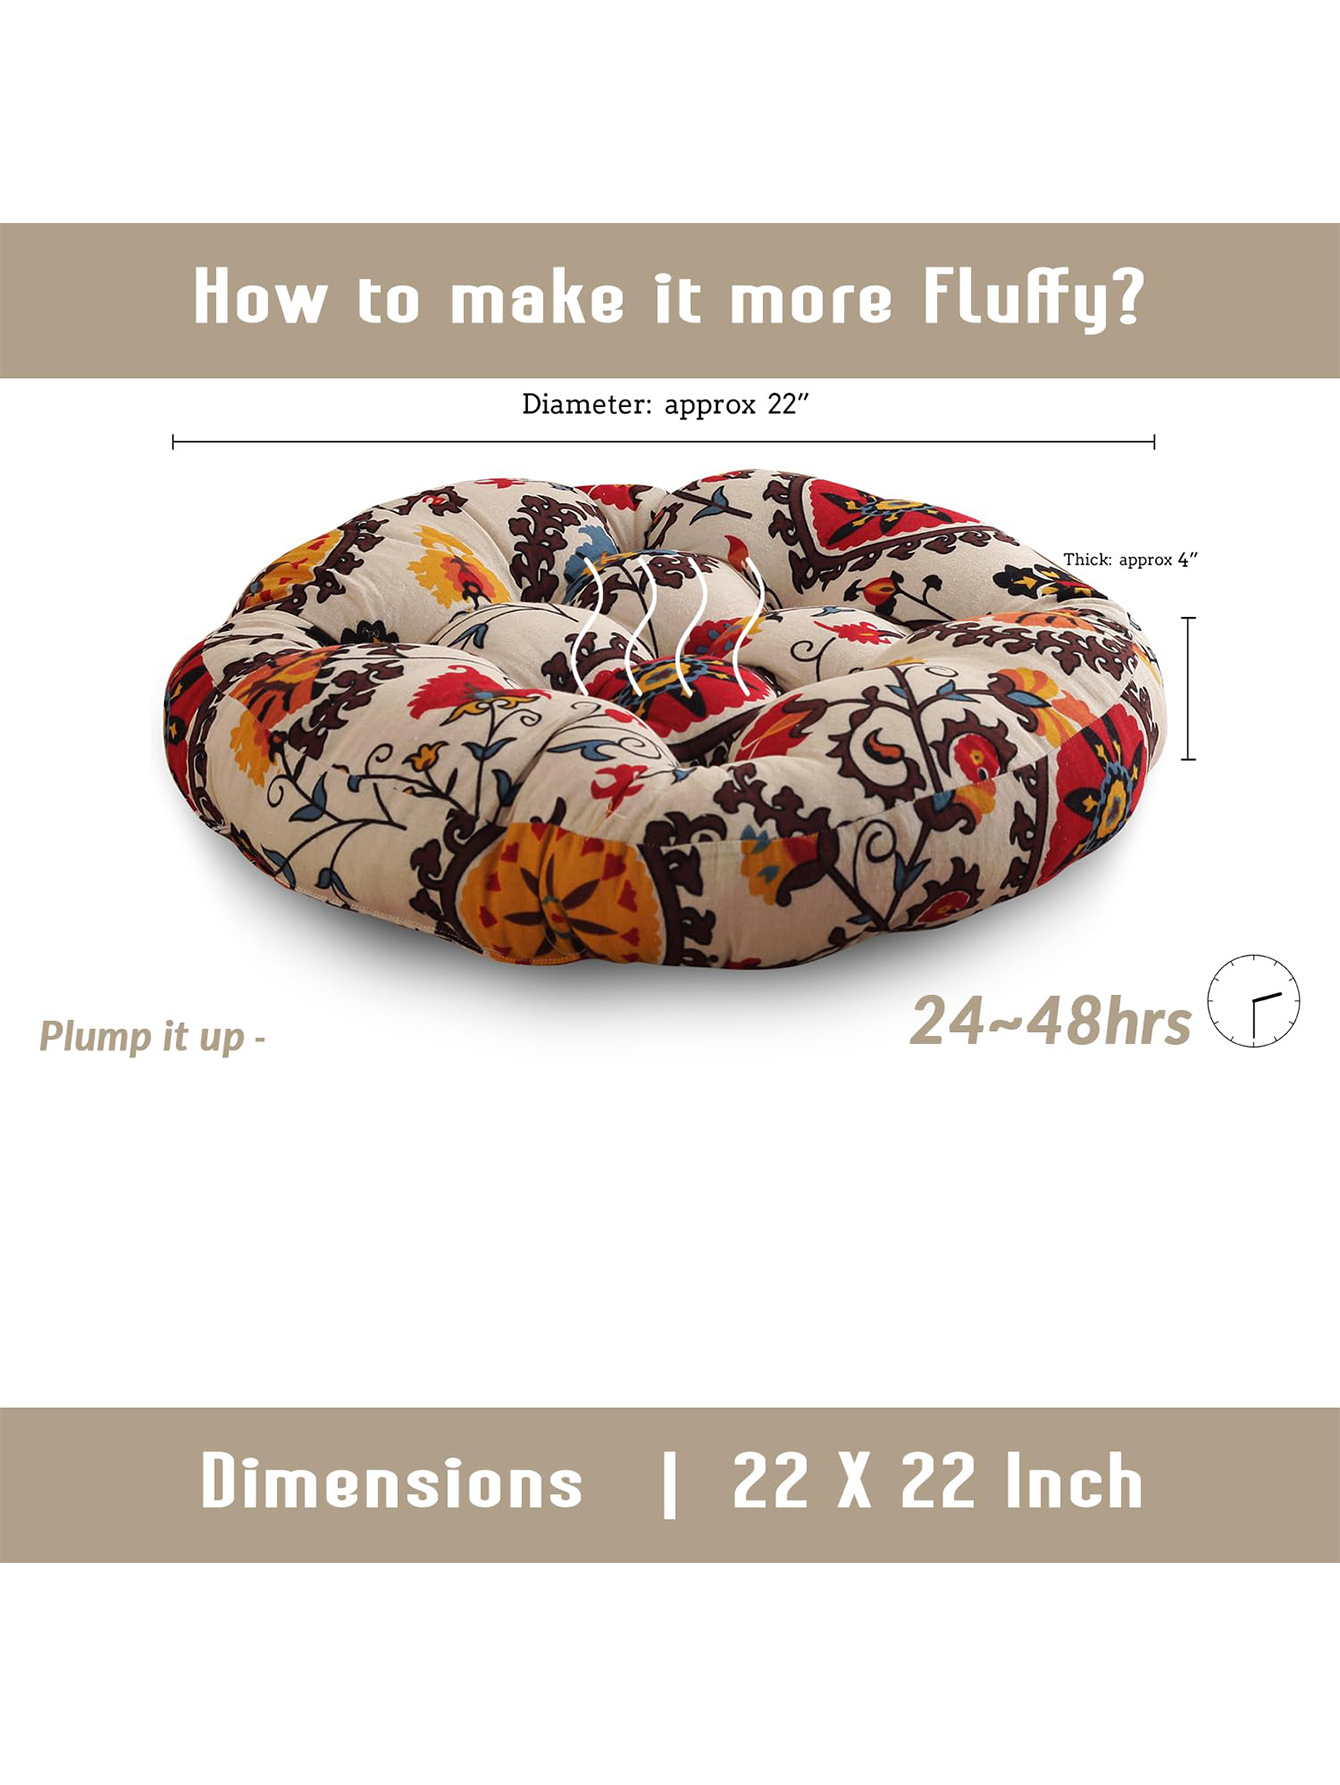 How to make it more Fluffy?
Diameter: approx 22"
Thick: approx 4"
Plump it up -
24~48hrs
Dimensions | 22 X 22 Inch